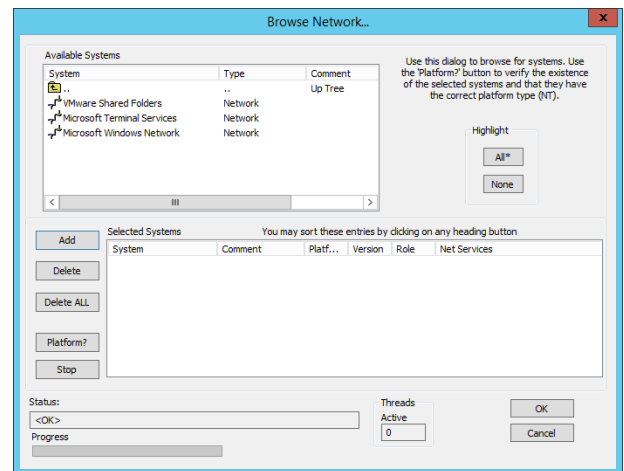 Browse Network...
x
Available Systems
System Type Comment
.. .. Up Tree
VMware Shared Folders Network
Microsoft Terminal Services Network
Microsoft Windows Network Network
Use this dialog to browse for systems. Use
the 'Platform?' button to verify the existence
of the selected systems and that they have
the correct platform type (NT).
Highlight
All*
None
Add
Delete
Delete ALL
Platform?
Stop
Selected Systems You may sort these entries by clicking on any heading button
System Comment Platf... Version Role Net Services
Status:
<OK>
Progress
Threads
Active
0
OK
Cancel